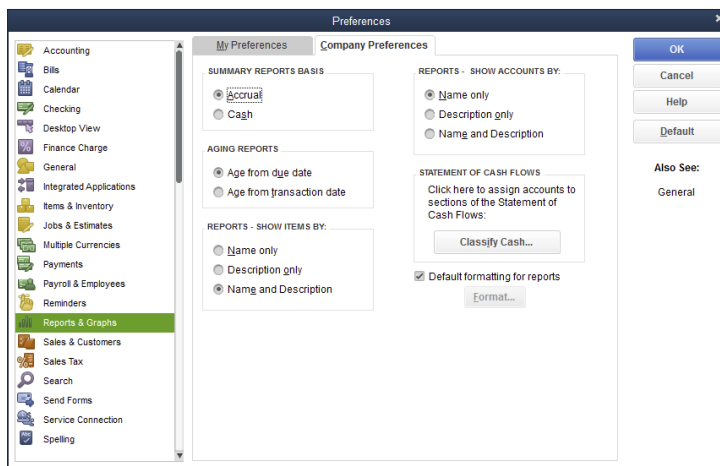 Preferences
Accounting
Bills
Calendar
Checking
Desktop View
Finance Charge
General
Integrated Applications
Items & Inventory
Jobs & Estimates
Multiple Currencies
Payments
Payroll & Employees
Reminders
Reports & Graphs
Sales & Customers
Sales Tax
Search
Send Forms
Service Connection
Spelling
My Preferences
Company Preferences
SUMMARY REPORTS BASIS
Accrual
Cash
AGING REPORTS
Age from due date
Age from transaction date
REPORTS - SHOW ITEMS BY:
Name only
Description only
Name and Description
REPORTS - SHOW ACCOUNTS BY:
Name only
Description only
Name and Description
STATEMENT OF CASH FLOWS
Click here to assign accounts to
sections of the Statement of
Cash Flows:
Classify Cash...
Default formatting for reports
Format...
OK
Cancel
Help
Default
Also See:
General